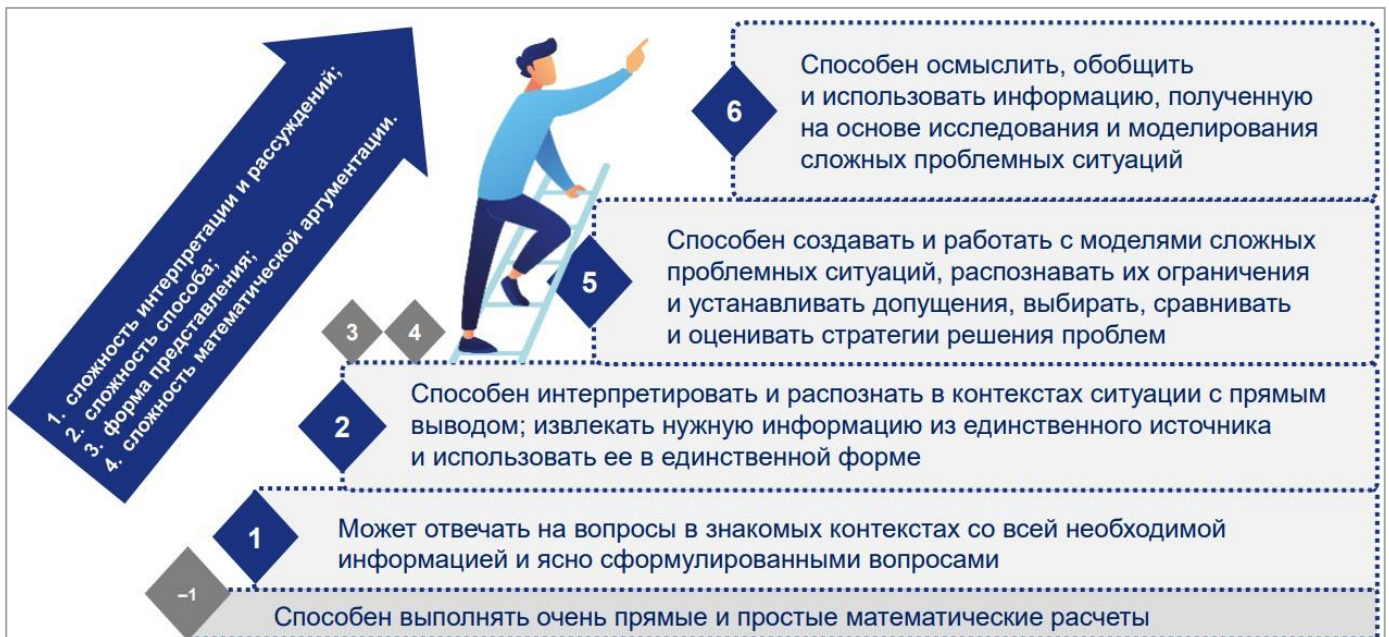 1. сложность интерпретации и рассуждений;
2. сложность способа;
3. форма представления;
4. сложность математической аргументации.
6
Способен осмыслить, обобщить
и использовать информацию, полученную
на основе исследования и моделирования
сложных проблемных ситуаций
5
Способен создавать и работать с моделями сложных
проблемных ситуаций, распознавать их ограничения
и устанавливать допущения, выбирать, сравнивать
и оценивать стратегии решения проблем
3
4
2
Способен интерпретировать и распознать в контекстах ситуации с прямым
выводом; извлекать нужную информацию из единственного источника
и использовать ее в единственной форме
1
Может отвечать на вопросы в знакомых контекстах со всей необходимой
информацией и ясно сформулированными вопросами
–1
Способен выполнять очень прямые и простые математические расчеты